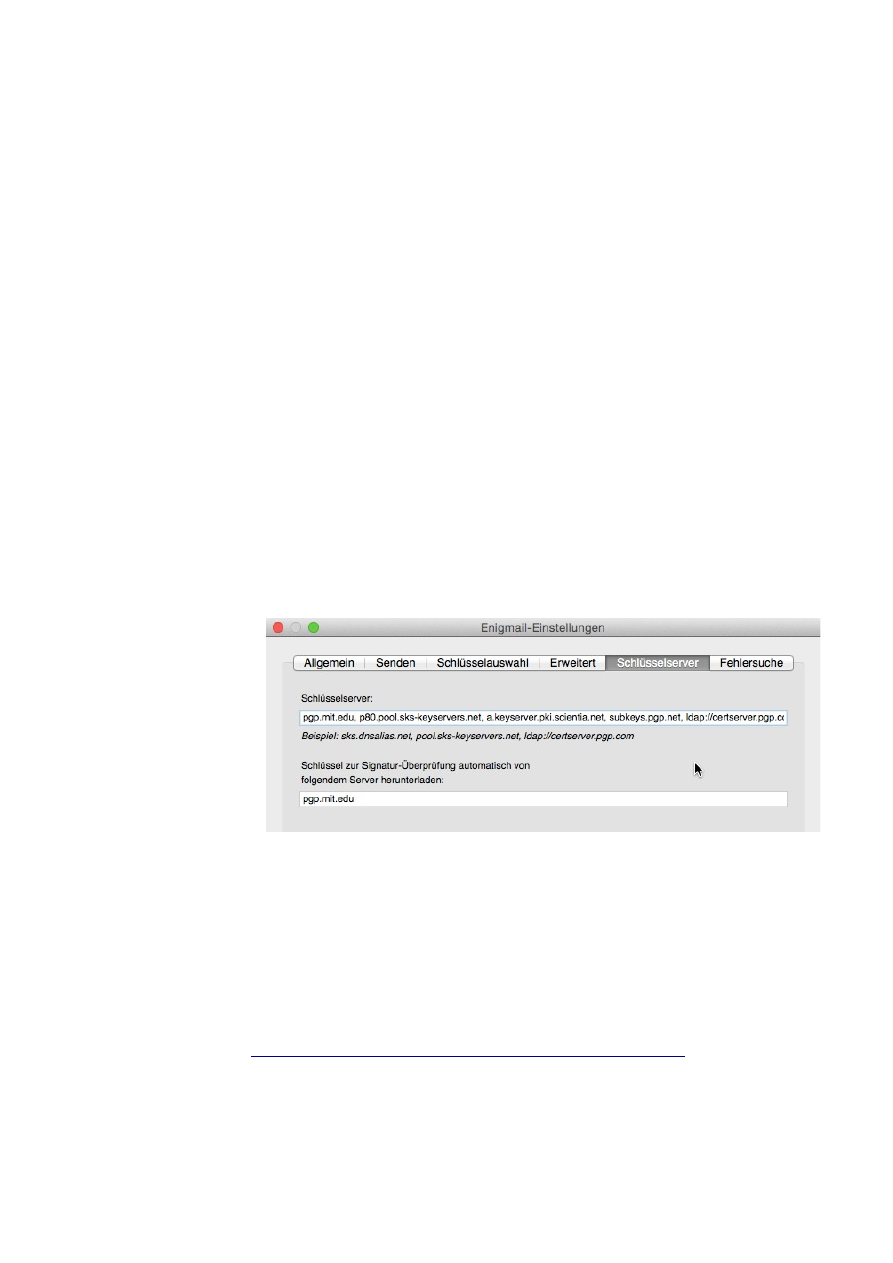 Enigmail-Einstellungen
Allgemein Senden Schlüsselauswahl Erweitert Schlüsselserver Fehlersuche
Schlüsselserver:
pgp.mit.edu, p80.pool.sks-keyservers.net, a.keyserver.pki.scientia.net, subkeys.pgp.net, ldap://certserver.pgp.cc
Beispiel: sks.dnsalias.net, pool.sks-keyservers.net, ldap://certserver.pgp.com
Schlüssel zur Signatur-Überprüfung automatisch von
folgendem Server herunterladen:
pgp.mit.edu